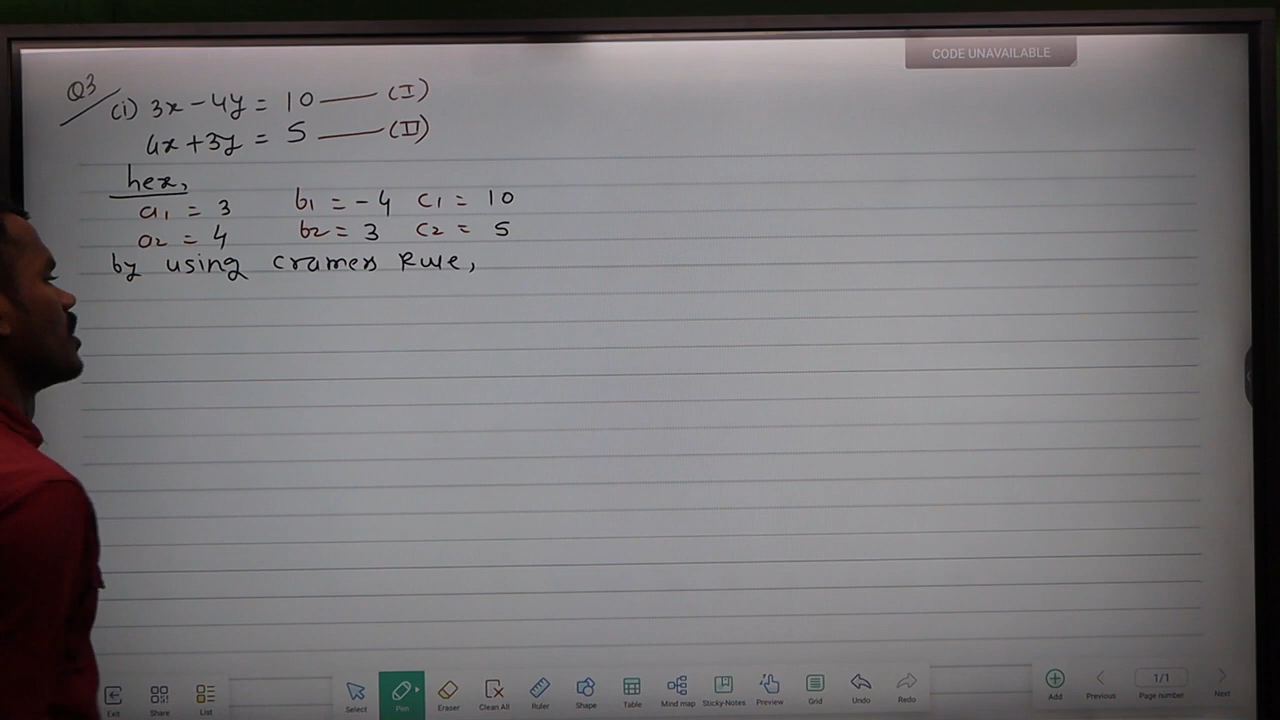 CODE UNAVAILABLE
Q3
(i) 3x - 4y = 10 —— (I)
4x + 3y = 5 —— (II)
her,
a1 = 3 b1 = -4 c1 = 10
a2 = 4 b2 = 3 c2 = 5
by using cramers Rule,
Exit Share List Select Pen Eraser Clean All Ruler Shape Table Mind map Sticky-Notes Preview Grid Undo Redo Add Previous 1/1 Page number Next